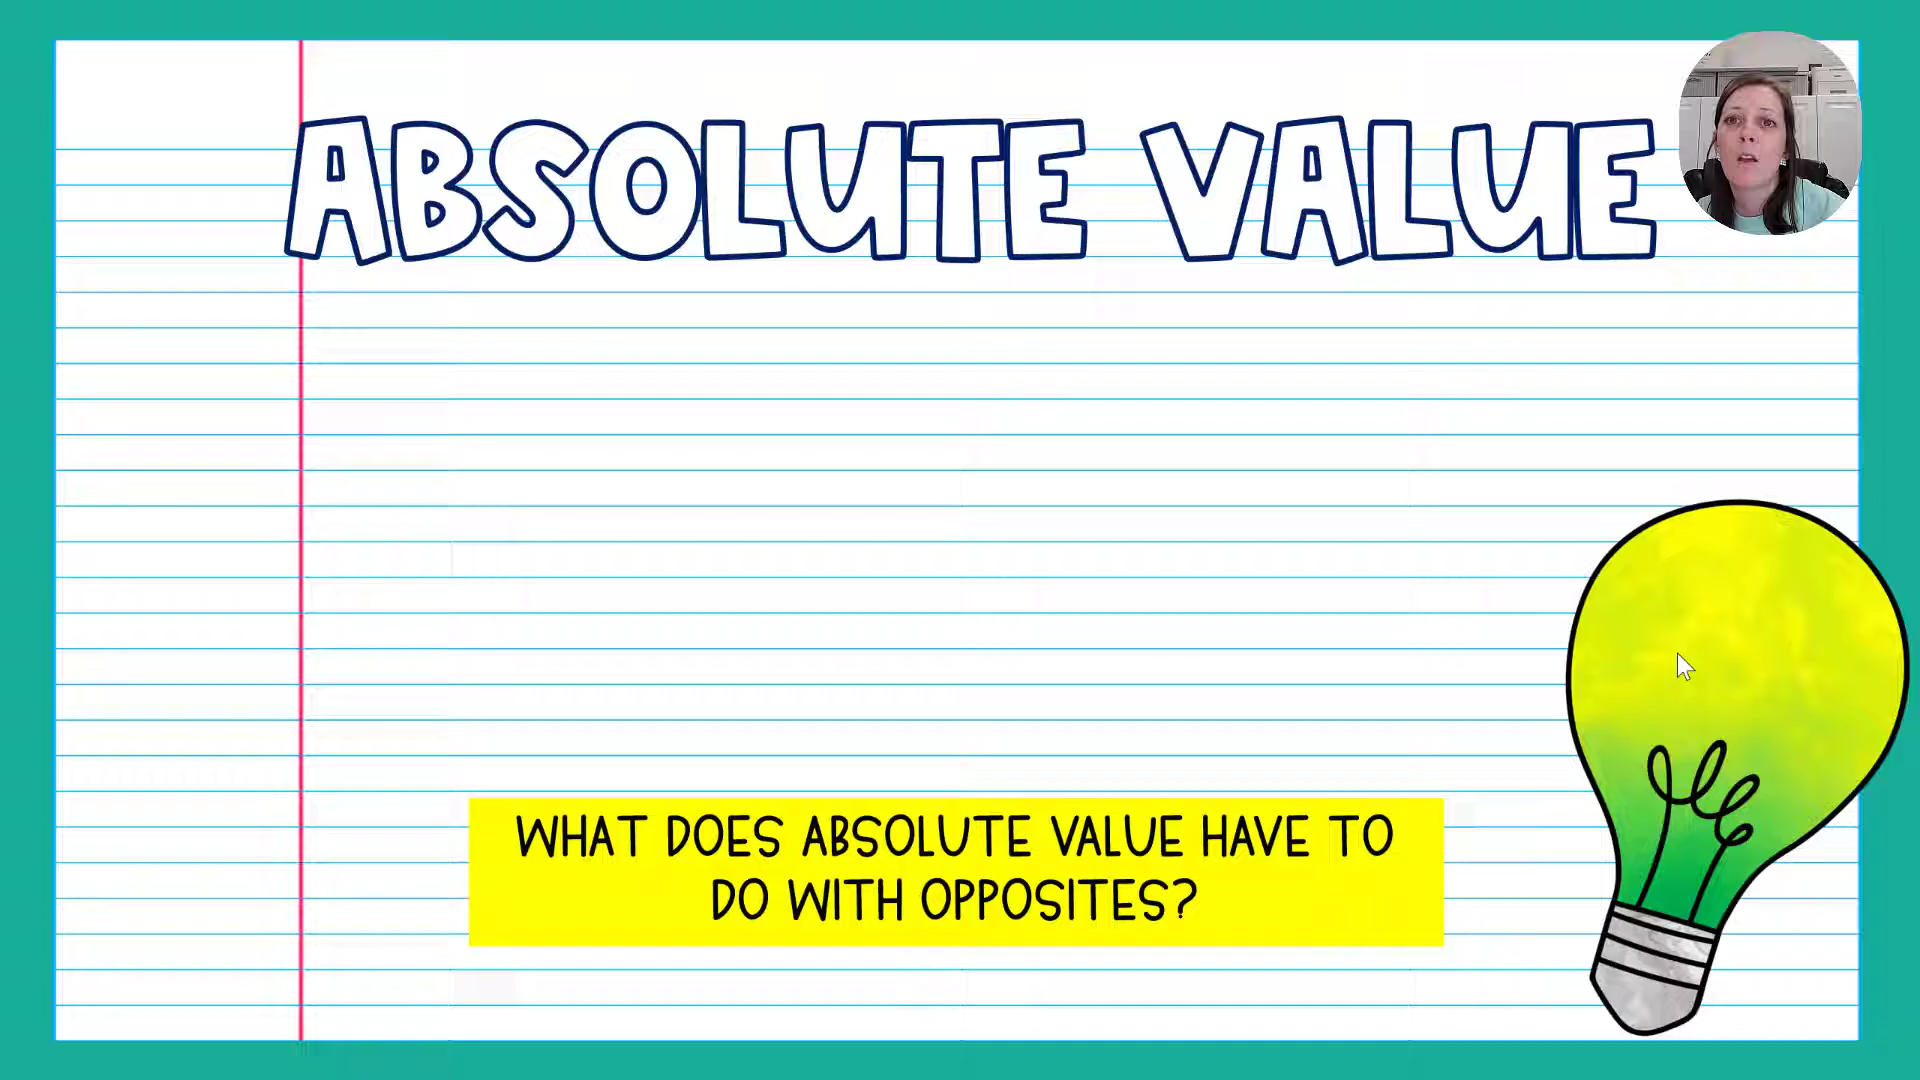 ABSOLUTE VALUE
WHAT DOES ABSOLUTE VALUE HAVE TO
DO WITH OPPOSITES?